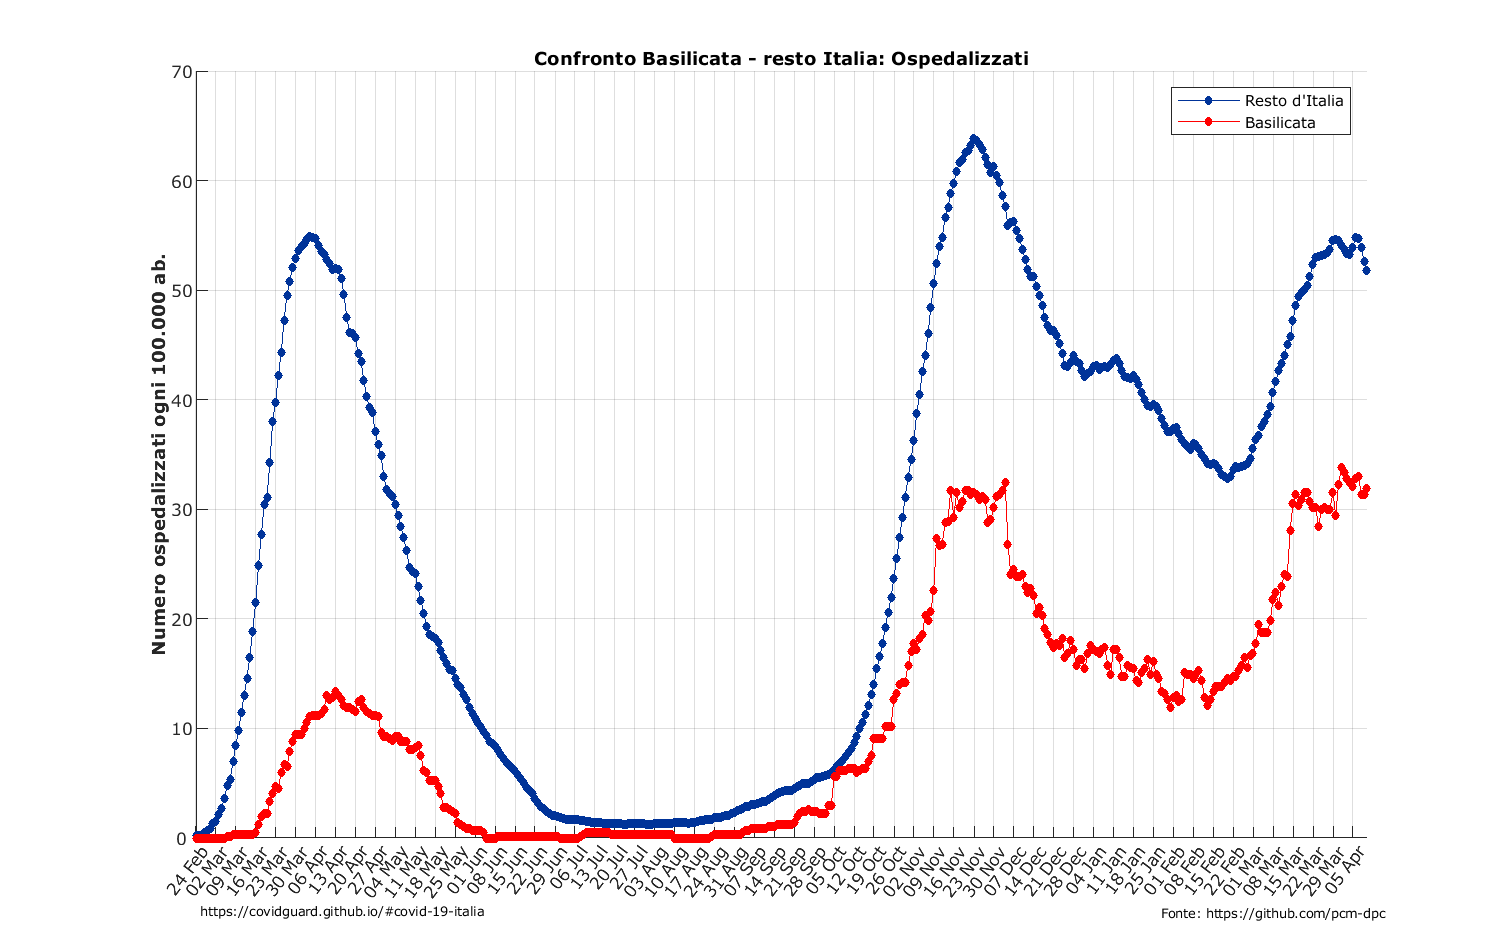 Confronto Basilicata - resto Italia: Ospedalizzati
Resto d'Italia
Basilicata
Numero ospedalizzati ogni 100.000 ab.
70
60
50
40
30
20
10
0
24 Feb
02 Mar
09 Mar
16 Mar
23 Mar
30 Mar
06 Apr
13 Apr
20 Apr
27 Apr
04 May
11 May
18 May
25 May
01 Jun
08 Jun
15 Jun
22 Jun
29 Jun
06 Jul
13 Jul
20 Jul
27 Jul
03 Aug
10 Aug
17 Aug
24 Aug
31 Aug
07 Sep
14 Sep
21 Sep
28 Sep
05 Oct
12 Oct
19 Oct
26 Oct
02 Nov
09 Nov
16 Nov
23 Nov
30 Nov
07 Dec
14 Dec
21 Dec
28 Dec
04 Jan
11 Jan
18 Jan
25 Jan
01 Feb
08 Feb
15 Feb
22 Feb
01 Mar
08 Mar
15 Mar
22 Mar
29 Mar
05 Apr
https://covidguard.github.io/#covid-19-italia
Fonte: https://github.com/pcm-dpc